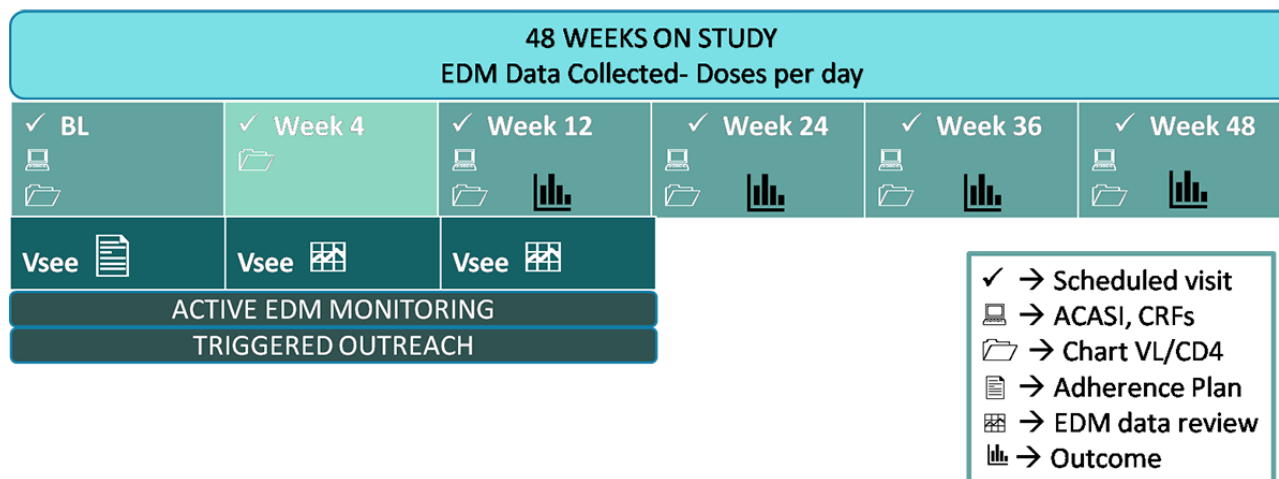 48 WEEKS ON STUDY
EDM Data Collected- Doses per day
✓ BL
✓ Week 4
✓ Week 12
✓ Week 24
✓ Week 36
✓ Week 48
Vsee
Vsee
Vsee
ACTIVE EDM MONITORING
TRIGGERED OUTREACH
✓ → Scheduled visit
→ ACASI, CRFs
→ Chart VL/CD4
→ Adherence Plan
→ EDM data review
→ Outcome